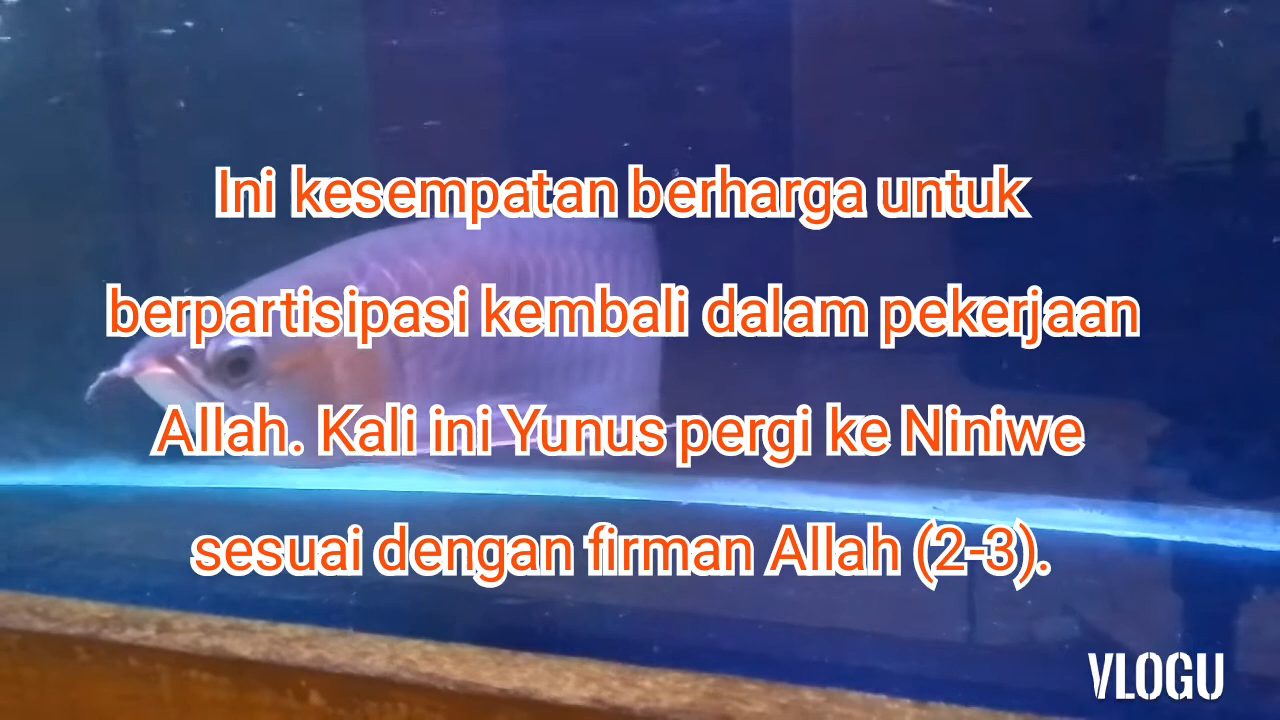 Ini kesempatan berharga untuk
berpartisipasi kembali dalam pekerjaan
Allah. Kali ini Yunus pergi ke Niniwe
sesuai dengan firman Allah (2-3).
VLOGU